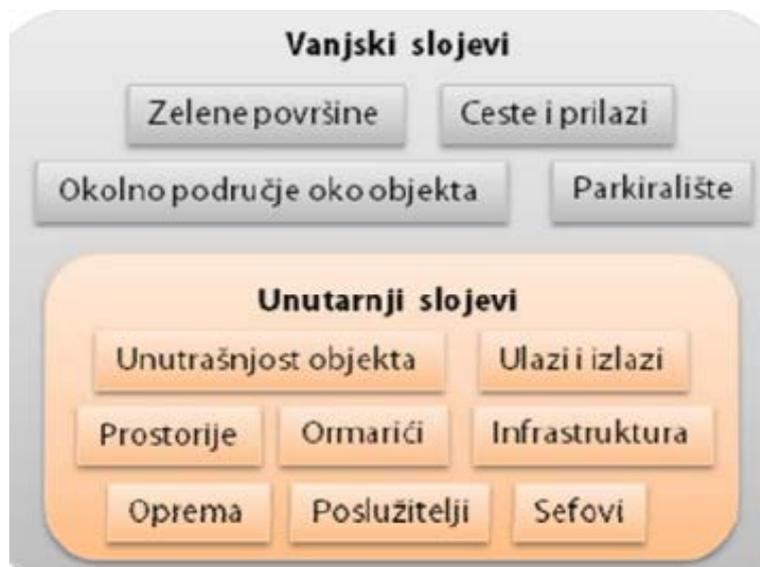 Vanjski slojevi
Zelene površine Ceste i prilazi
Okolno područje oko objekta Parkiralište
Unutarnji slojevi
Unutrašnjost objekta Ulazi i izlazi
Prostorije Ormarići Infrastruktura
Oprema Poslužitelji Sefovi